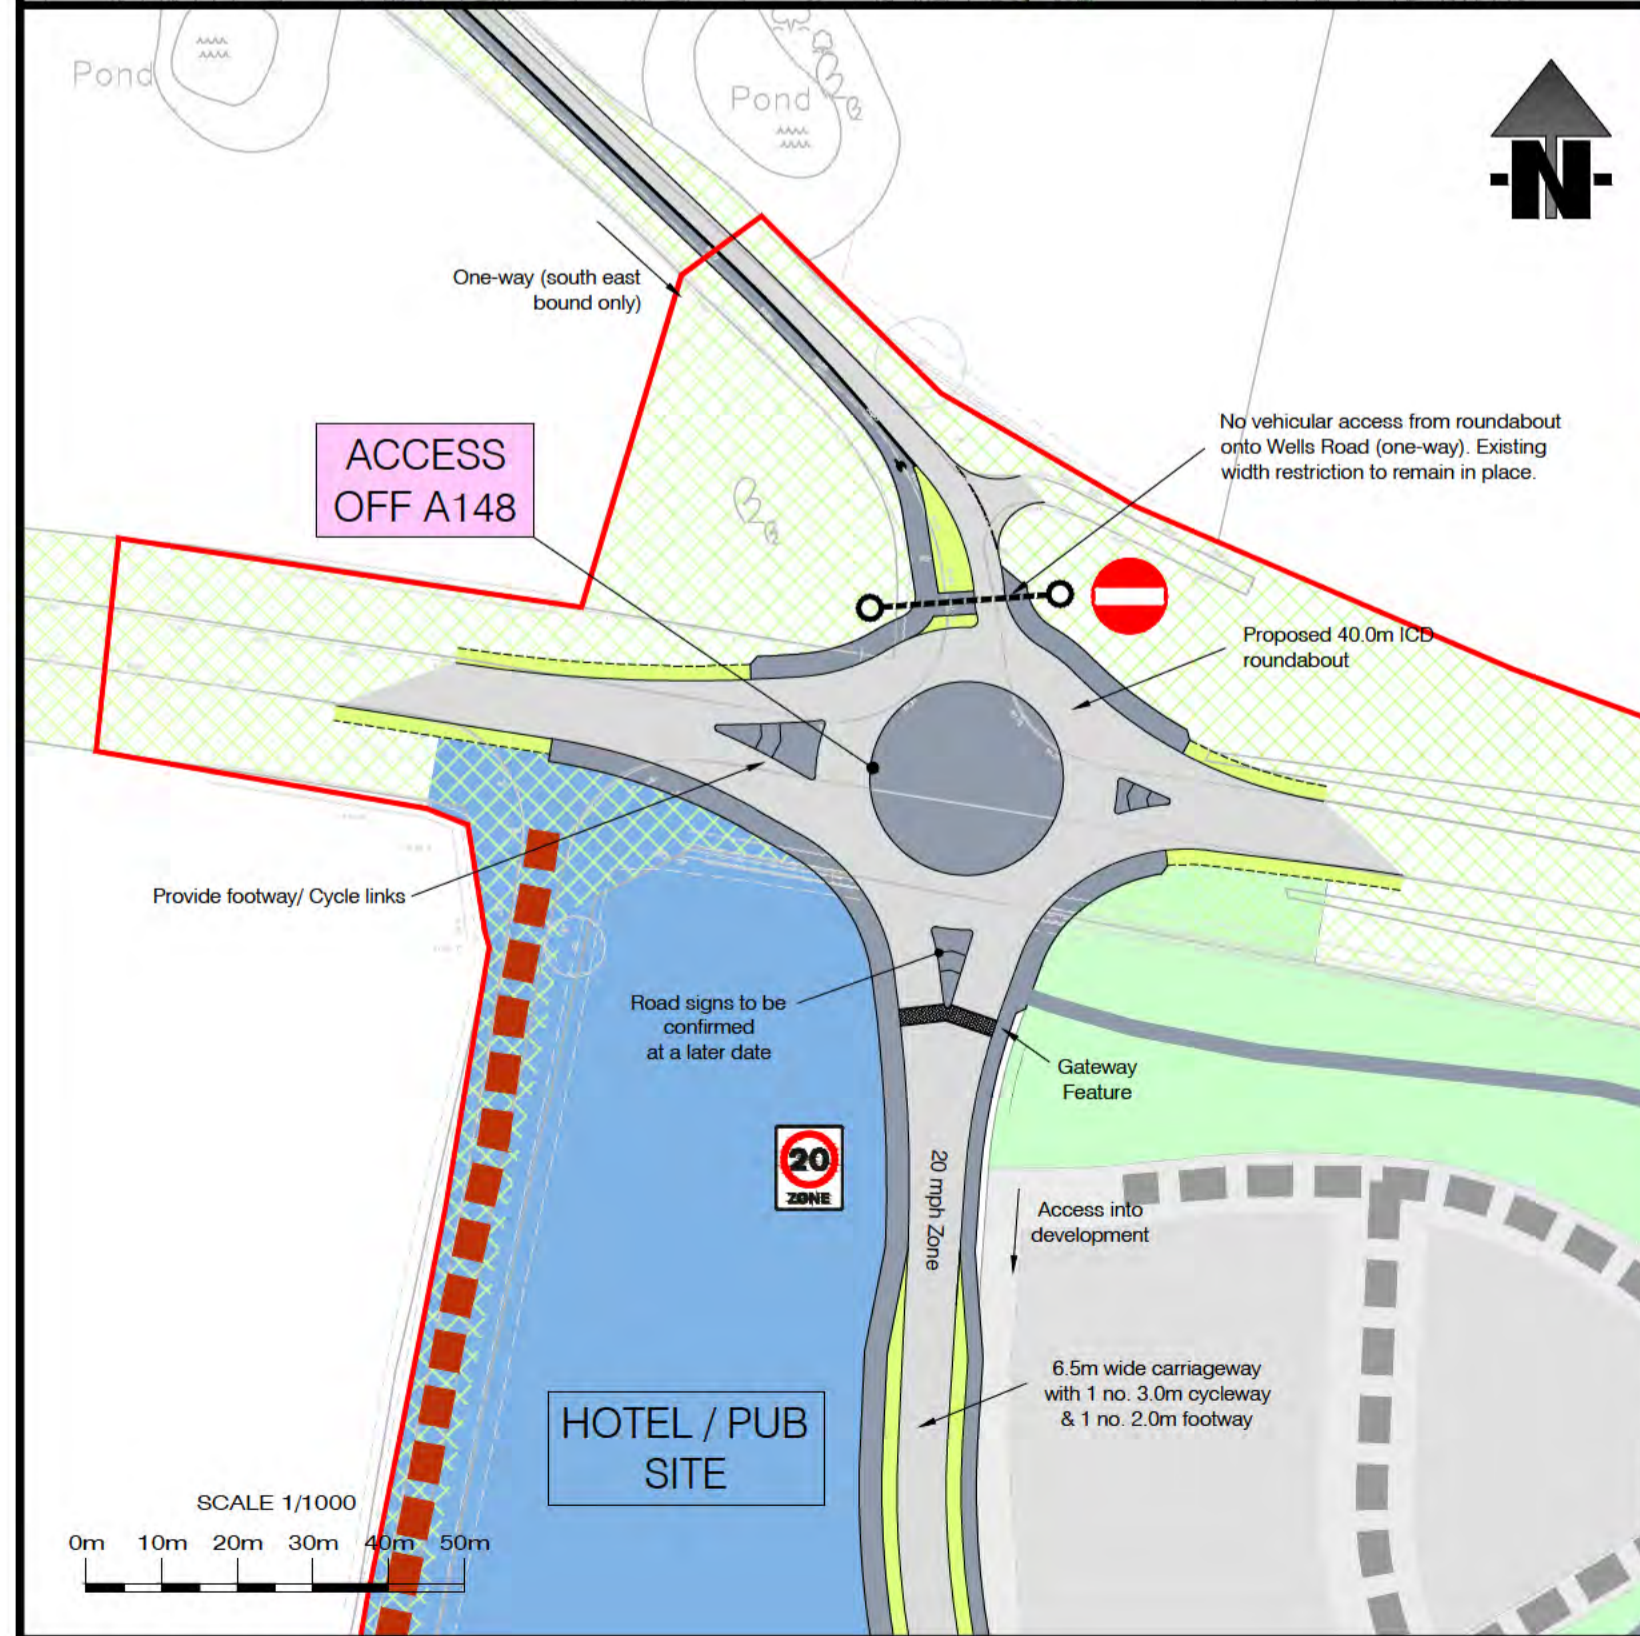 Pond
Pond
N
One-way (south east
bound only)
ACCESS
OFF A148
No vehicular access from roundabout
onto Wells Road (one-way). Existing
width restriction to remain in place.
Proposed 40.0m ICD
roundabout
Provide footway/ Cycle links
Road signs to be
confirmed
at a later date
Gateway
Feature
20
ZONE
20 mph Zone
Access into
development
6.5m wide carriageway
with 1 no. 3.0m cycleway
& 1 no. 2.0m footway
HOTEL / PUB
SITE
SCALE 1/1000
0m 10m 20m 30m 40m 50m